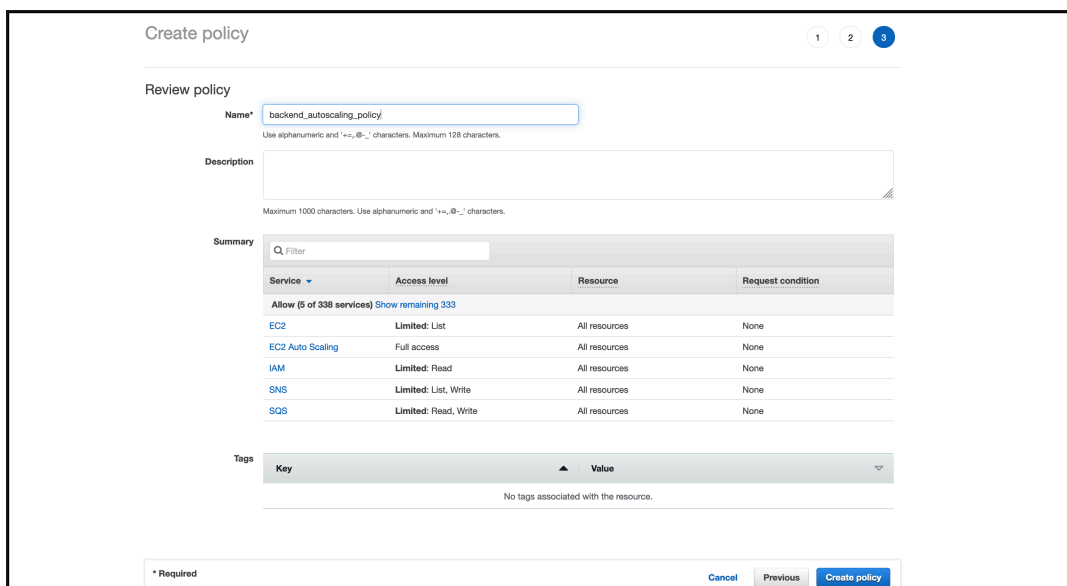 Create policy
1 2 3
Review policy
Name* backend_autoscaling_policy
Use alphanumeric and '+=,.@-_' characters. Maximum 128 characters.
Description
Maximum 1000 characters. Use alphanumeric and '+=,.@-_' characters.
Summary
Filter
Service Access level Resource Request condition
Allow (5 of 338 services) Show remaining 333
EC2 Limited: List All resources None
EC2 Auto Scaling Full access All resources None
IAM Limited: Read All resources None
SNS Limited: List, Write All resources None
SQS Limited: Read, Write All resources None
Tags
Key Value
No tags associated with the resource.
* Required Cancel Previous Create policy